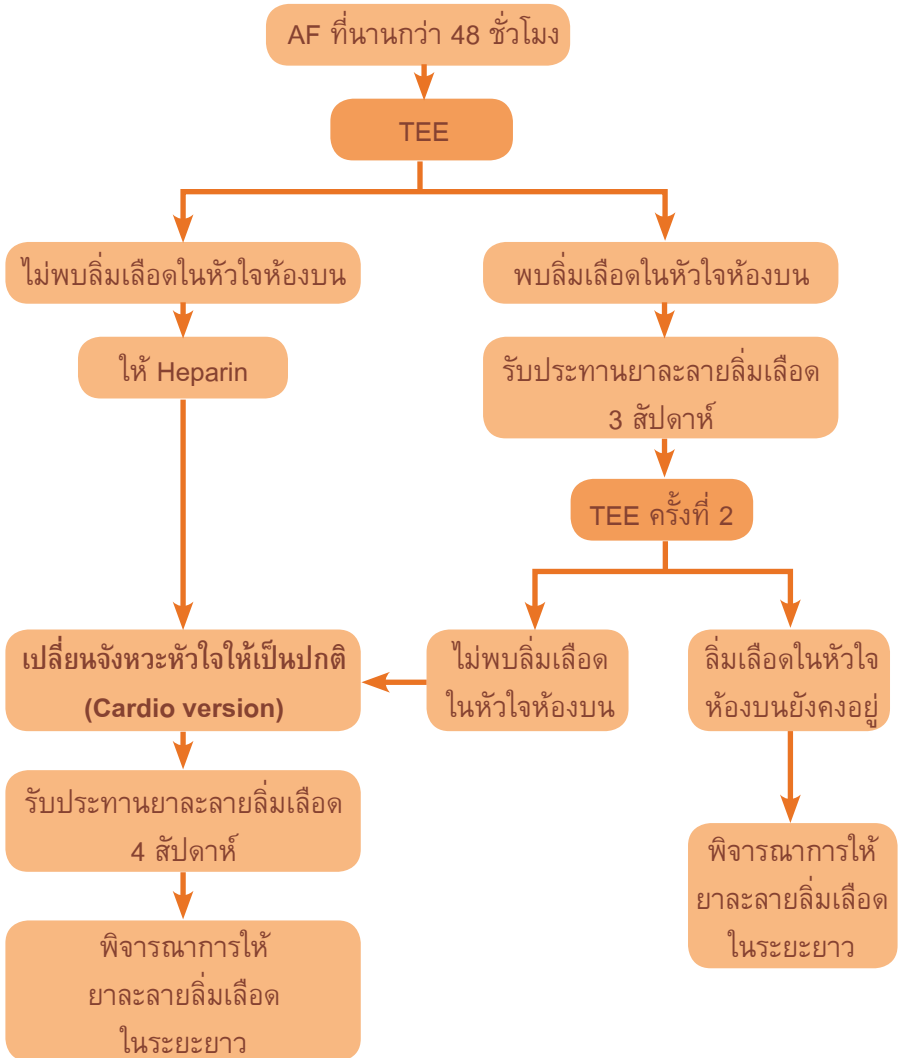 AF ที่นานกว่า 48 ชั่วโมง
TEE
ไม่พบลิ่มเลือดในหัวใจห้องบน
พบลิ่มเลือดในหัวใจห้องบน
ให้ Heparin
รับประทานยาละลายลิ่มเลือด
3 สัปดาห์
TEE ครั้งที่ 2
เปลี่ยนจังหวะหัวใจให้เป็นปกติ
(Cardio version)
ไม่พบลิ่มเลือด
ในหัวใจห้องบน
ลิ่มเลือดในหัวใจ
ห้องบนยังคงอยู่
รับประทานยาละลายลิ่มเลือด
4 สัปดาห์
พิจารณาการให้
ยาละลายลิ่มเลือด
ในระยะยาว
พิจารณาการให้
ยาละลายลิ่มเลือด
ในระยะยาว